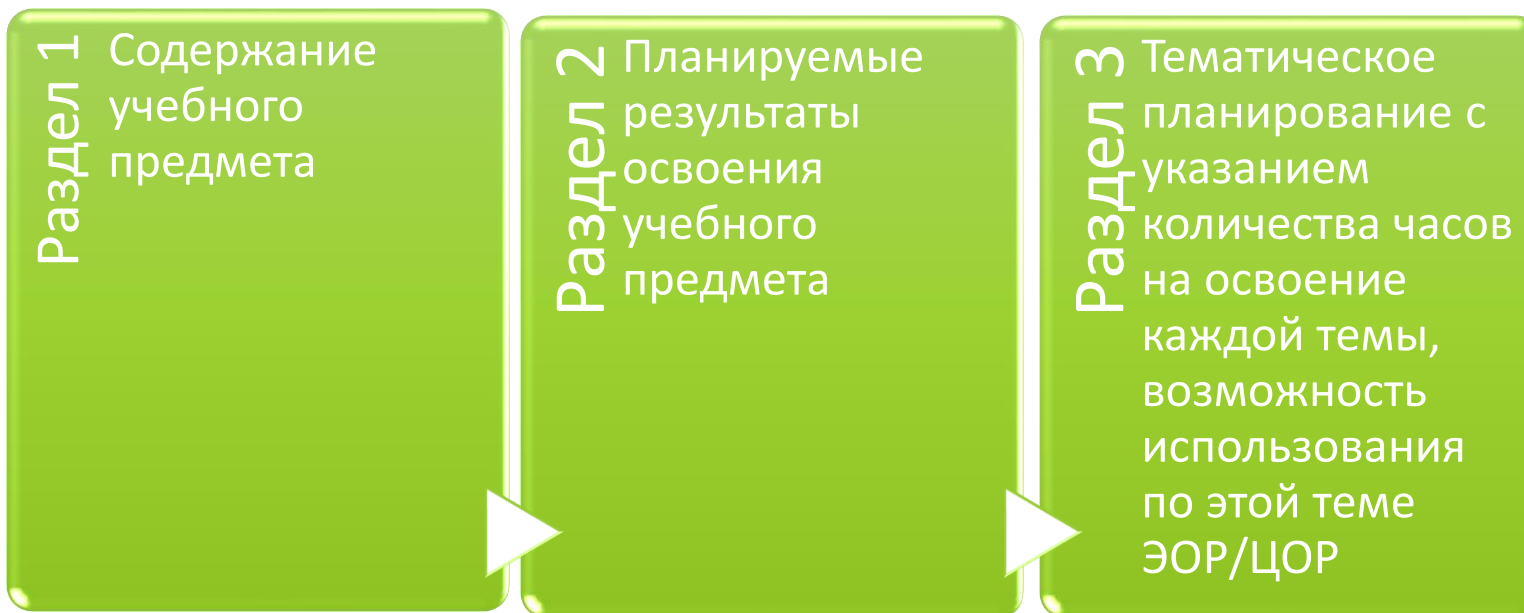 Раздел 1
Содержание
учебного
предмета
Раздел 2
Планируемые
результаты
освоения
учебного
предмета
Раздел 3
Тематическое
планирование с
указанием
количества часов
на освоение
каждой темы,
возможность
использования
по этой теме
ЭОР/ЦОР